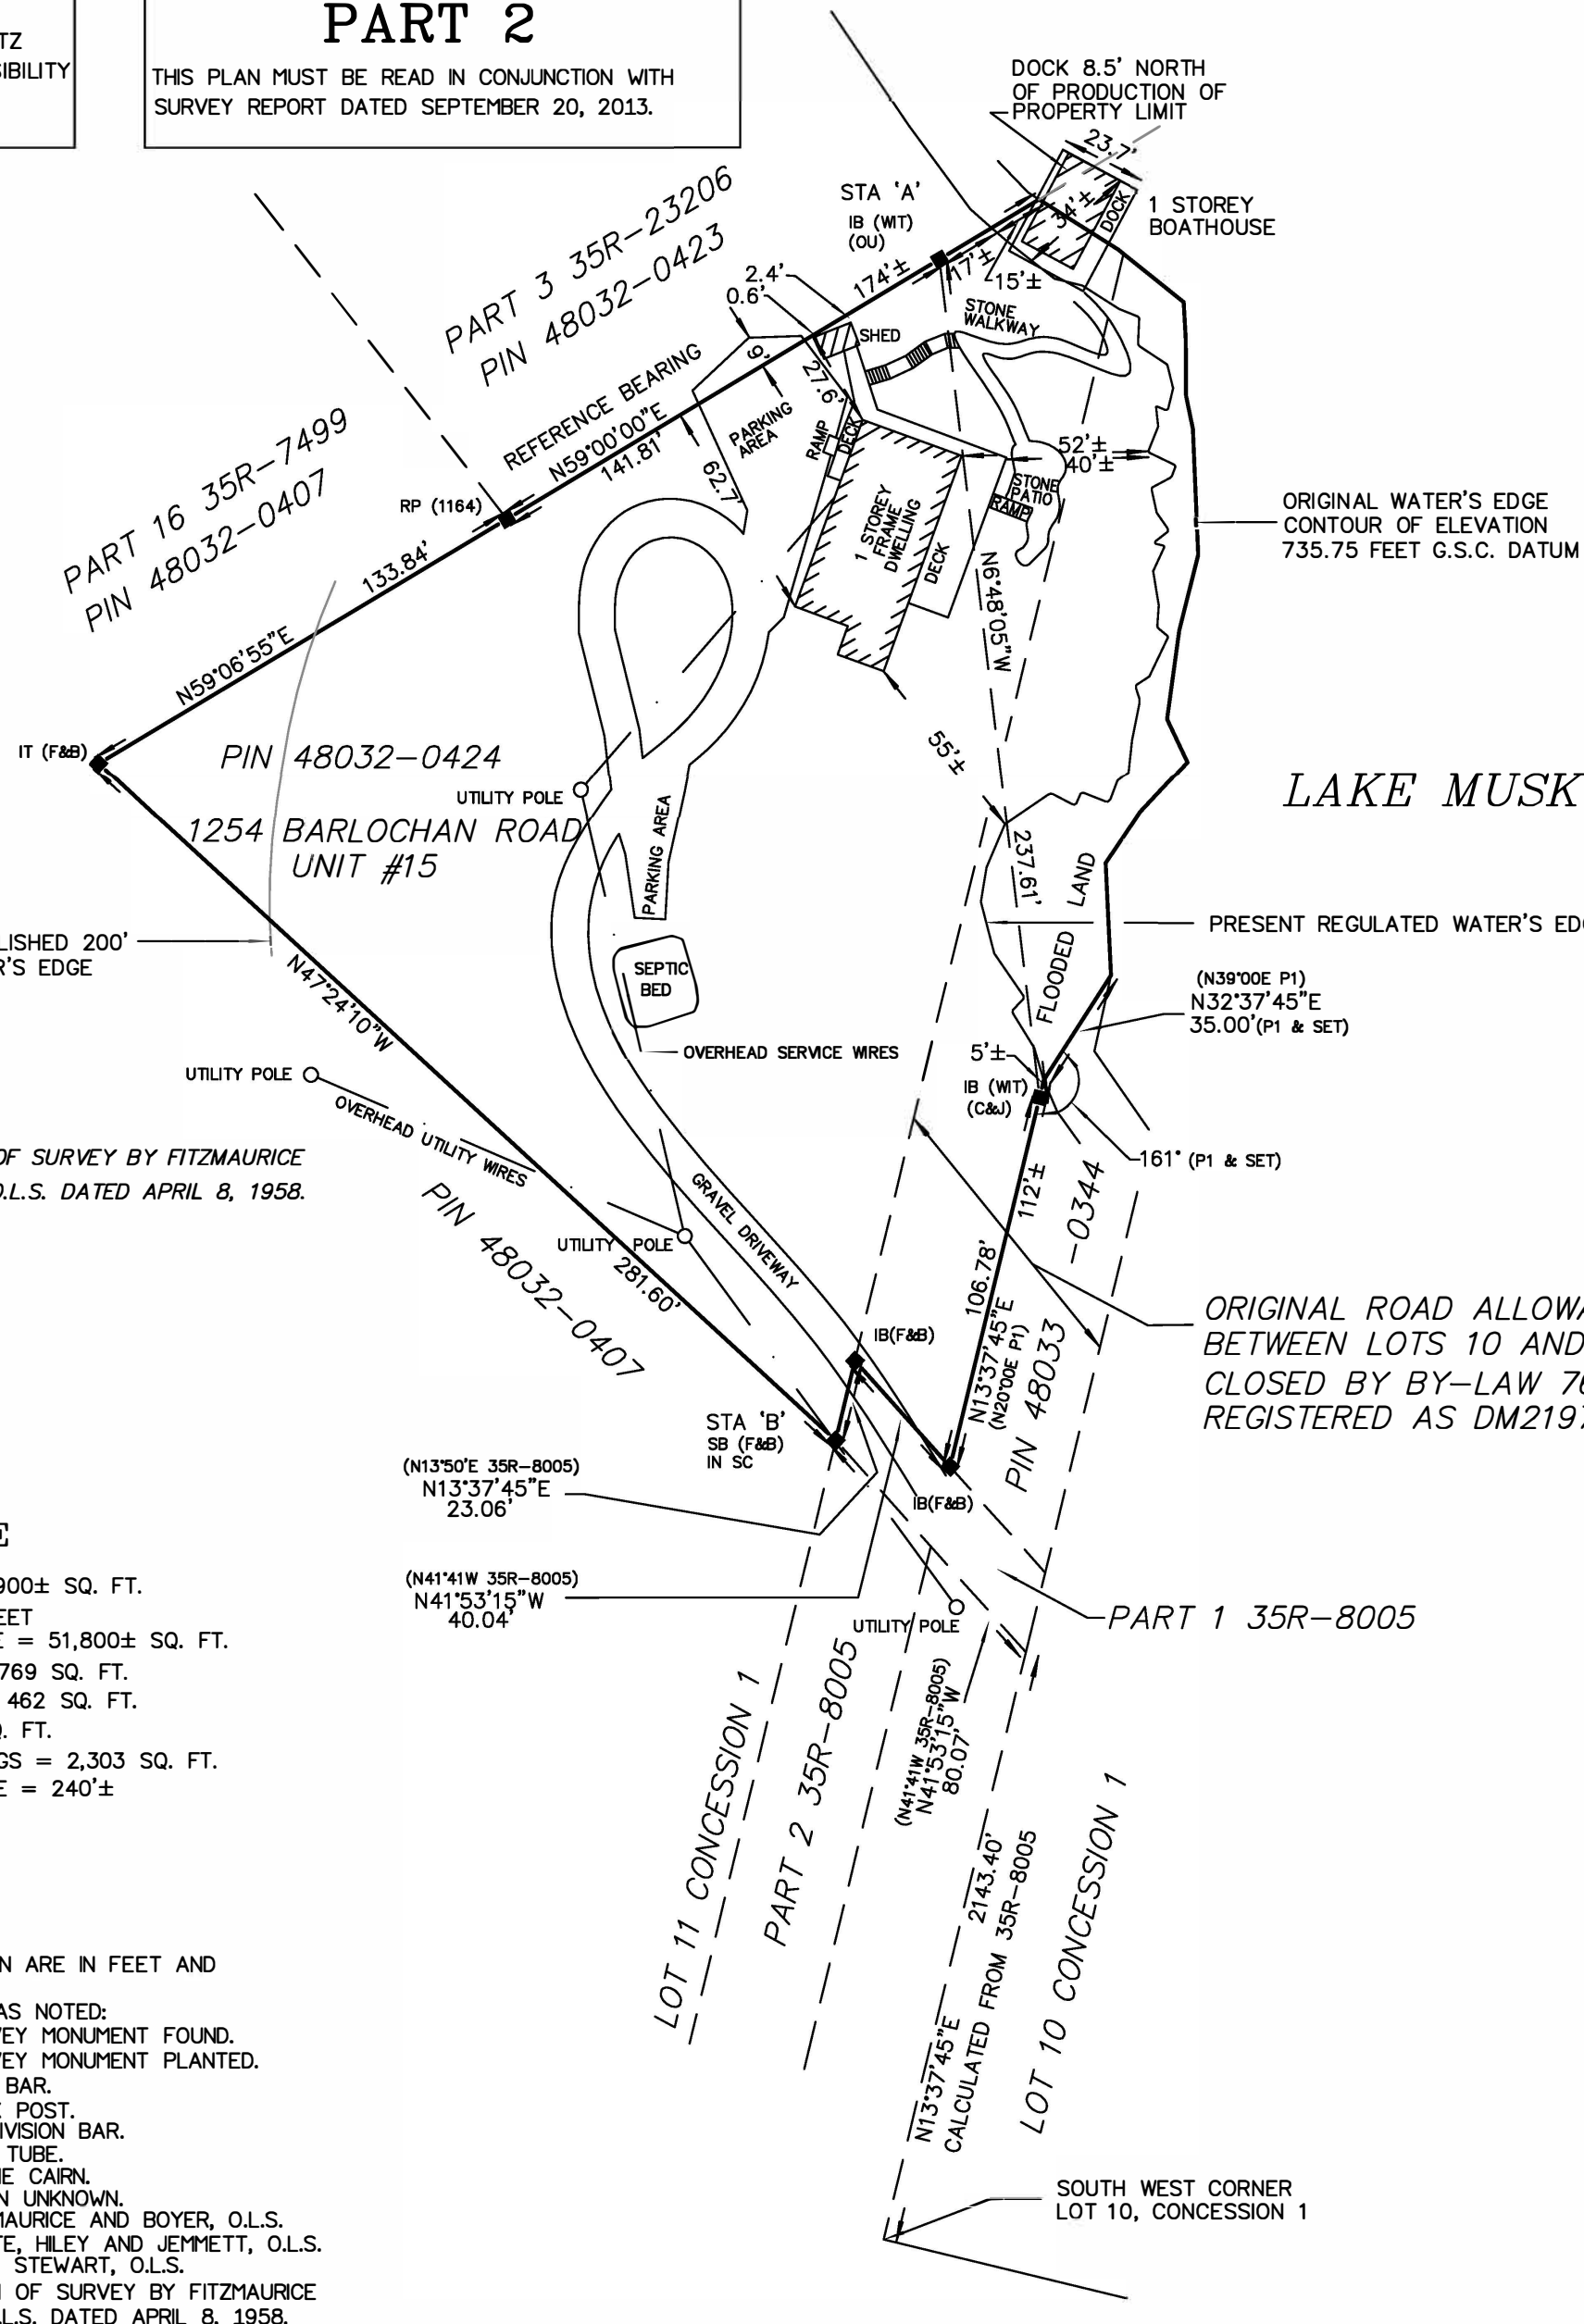 TZ
SIBILITY
PART 2
THIS PLAN MUST BE READ IN CONJUNCTION WITH
SURVEY REPORT DATED SEPTEMBER 20, 2013.
DOCK 8.5' NORTH
OF PRODUCTION OF
PROPERTY LIMIT
23.7'
34'±
DOCK
1 STOREY
BOATHOUSE
STA 'A'
IB (WIT)
(OU)
174'±
17'±
15'±
2.4'
0.6'
PART 3 35R-23206
PIN 48032-0423
SHED
STONE
WALKWAY
REFERENCE BEARING
N59°00'00"E
141.81'
9'
27.6'
62.7'
PARKING
AREA
RAMP
DECK
52'±
40'±
STONE
PATIO
RAMP
1 STOREY
FRAME
DWELLING
DECK
N6°48'05"W
237.61'
ORIGINAL WATER'S EDGE
CONTOUR OF ELEVATION
735.75 FEET G.S.C. DATUM
RP (1164)
PART 16 35R-7499
PIN 48032-0407
133.84'
N59°06'55"E
IT (F&B)
PIN 48032-0424
UTILITY POLE
1254 BARLOCHAN ROAD
UNIT #15
PARKING AREA
55'±
LAKE MUSK
FLOODED LAND
PRESENT REGULATED WATER'S ED
LISHED 200'
R'S EDGE
N47°24'10"W
281.60'
SEPTIC
BED
OVERHEAD SERVICE WIRES
(N39°00E P1)
N32°37'45"E
35.00'(P1 & SET)
5'±
IB (WIT)
(C&J)
161° (P1 & SET)
UTILITY POLE
OVERHEAD UTILITY WIRES
OF SURVEY BY FITZMAURICE
O.L.S. DATED APRIL 8, 1958.
PIN 48032-0407
UTILITY POLE
GRAVEL DRIVEWAY
112'±
106.78'
N13°37'45"E
(N20°00E P1)
PIN 48033-0344
ORIGINAL ROAD ALLOWA
BETWEEN LOTS 10 AND
CLOSED BY BY-LAW 76
REGISTERED AS DM2197
IB(F&B)
STA 'B'
SB (F&B)
IN SC
IB(F&B)
(N13°50'E 35R-8005)
N13°37'45"E
23.06'
(N41°41W 35R-8005)
N41°53'15"W
40.04'
UTILITY POLE
PART 1 35R-8005
(N41°41W 35R-8005)
N41°53'15"W
80.07'
LOT 11 CONCESSION 1
PART 2 35R-8005
N13°37'45"E 2143.40'
CALCULATED FROM 35R-8005
LOT 10 CONCESSION 1
SOUTH WEST CORNER
LOT 10, CONCESSION 1
E
900± SQ. FT.
EET
E = 51,800± SQ. FT.
769 SQ. FT.
462 SQ. FT.
Q. FT.
GS = 2,303 SQ. FT.
E = 240'±
N ARE IN FEET AND
AS NOTED:
VEY MONUMENT FOUND.
VEY MONUMENT PLANTED.
BAR.
POST.
IVISION BAR.
TUBE.
E CAIRN.
N UNKNOWN.
MAURICE AND BOYER, O.L.S.
TE, HILEY AND JEMMETT, O.L.S.
STEWART, O.L.S.
OF SURVEY BY FITZMAURICE
.L.S. DATED APRIL 8, 1958.